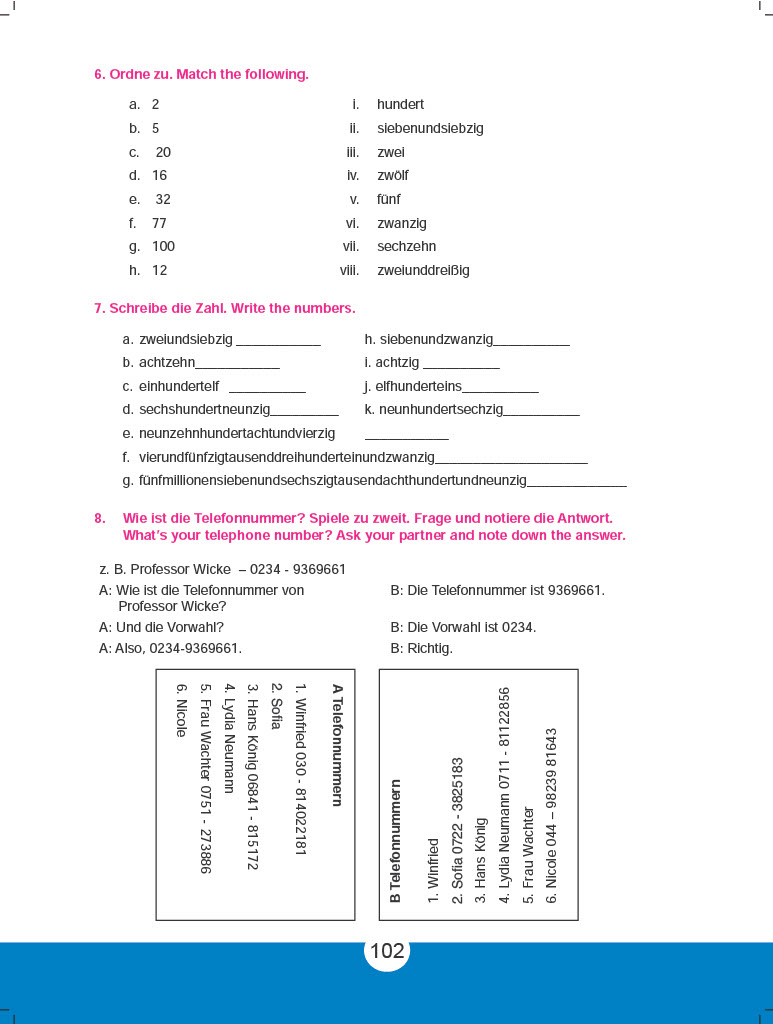 6. Ordne zu. Match the following.
a. 2 i. hundert
b. 5 ii. siebenundsiebzig
c. 20 iii. zwei
d. 16 iv. zwölf
e. 32 v. fünf
f. 77 vi. zwanzig
g. 100 vii. sechzehn
h. 12 viii. zweiunddreißig
7. Schreibe die Zahl. Write the numbers.
a. zweiundsiebzig ___________ h. siebenundzwanzig__________
b. achtzehn___________ i. achtzig __________
c. einhundertelf __________ j. elfhunderteins__________
d. sechshundertneunzig_________ k. neunhundertsechzig__________
e. neunzehnhundertachtundvierzig ___________
f. vierundfünfzigtausenddreihunderteinundzwanzig____________________
g. fünfmillionensiebenundsechszigtausendachthundertundneunzig_____________
8. Wie ist die Telefonnummer? Spiele zu zweit. Frage und notiere die Antwort.
What's your telephone number? Ask your partner and note down the answer.
z. B. Professor Wicke – 0234 - 9369661
A: Wie ist die Telefonnummer von B: Die Telefonnummer ist 9369661.
Professor Wicke?
A: Und die Vorwahl? B: Die Vorwahl ist 0234.
A: Also, 0234-9369661. B: Richtig.
A Telefonnummern
1. Winfried 030 - 814022181
2. Sofia
3. Hans König 06841 - 815172
4. Lydia Neumann
5. Frau Wachter 0751 - 273886
6. Nicole
B Telefonnummern
1. Winfried
2. Sofia 0722 - 3825183
3. Hans König
4. Lydia Neumann 0711 - 81122856
5. Frau Wachter
6. Nicole 044 – 98239 81643
102